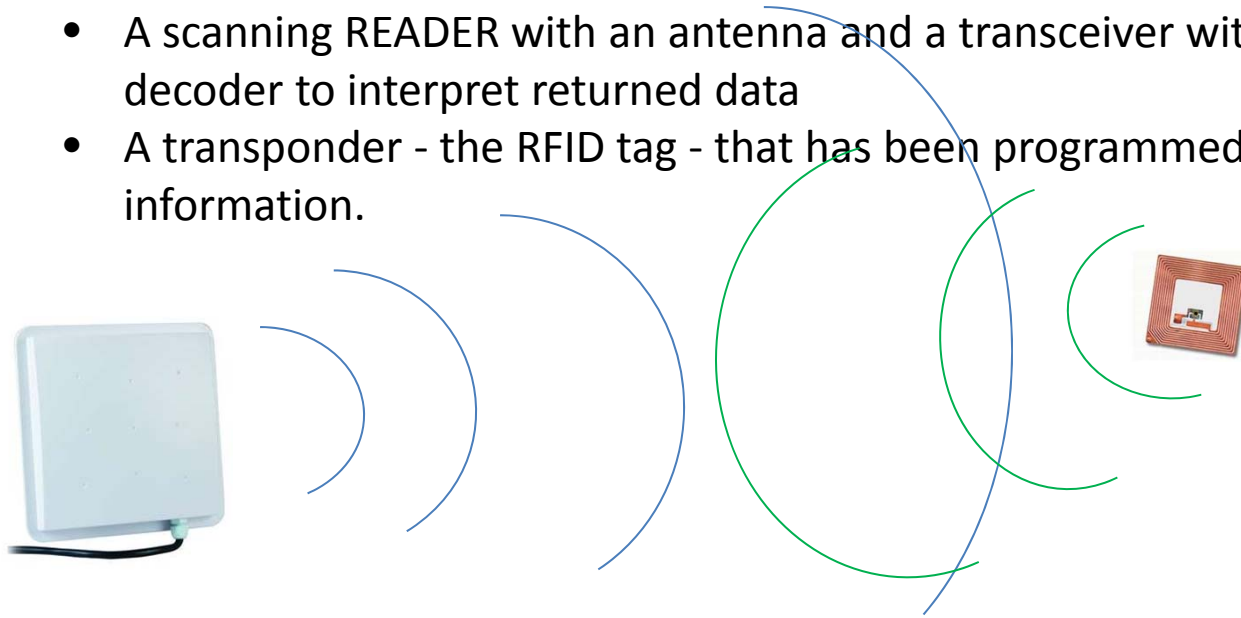 • A scanning READER with an antenna and a transceiver wit
decoder to interpret returned data
• A transponder - the RFID tag - that has been programmed
information.